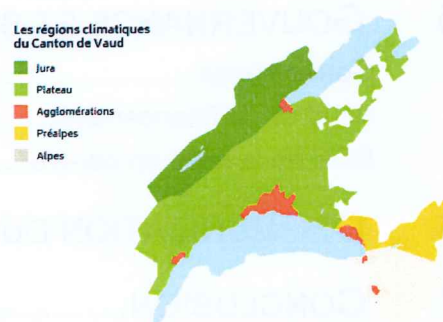 Les régions climatiques
du Canton de Vaud
Jura
Plateau
Agglomérations
Préalpes
Alpes